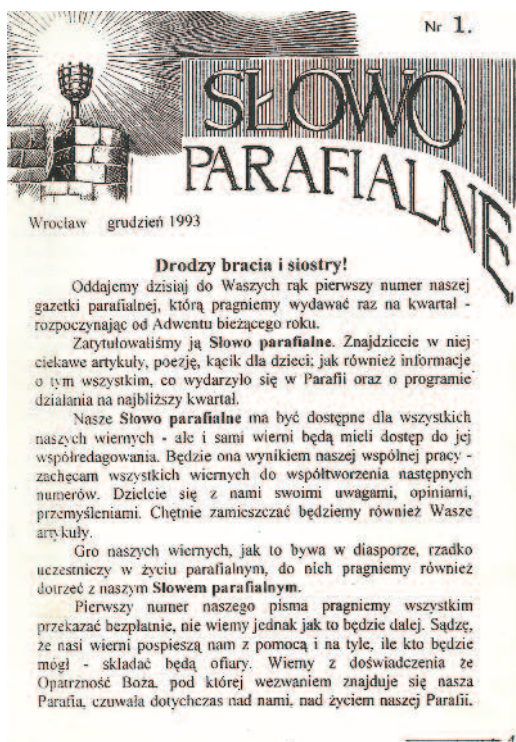 Nr 1.
SŁOWO
PARAFIALNE
Wrocław grudzień 1993
Drodzy bracia i siostry!
Oddajemy dzisiaj do Waszych rąk pierwszy numer naszej
gazetki parafialnej, którą pragniemy wydawać raz na kwartał -
rozpoczynając od Adwentu bieżącego roku.
Zatytułowaliśmy ją Słowo parafialne. Znajdziecie w niej
ciekawe artykuły, poezję, kącik dla dzieci; jak również informacje
o tym wszystkim, co wydarzyło się w Parafii oraz o programie
działania na najbliższy kwartał.
Nasze Słowo parafialne ma być dostępne dla wszystkich
naszych wiernych - ale i sami wierni będą mieli dostęp do jej
współredagowania. Będzie ona wynikiem naszej wspólnej pracy -
zachęcam wszystkich wiernych do współtworzenia następnych
numerów. Dzielcie się z nami swoimi uwagami, opiniami,
przemyśleniami. Chętnie zamieszczać będziemy również Wasze
artykuły.
Gro naszych wiernych, jak to bywa w diasporze, rzadko
uczestniczy w życiu parafialnym, do nich pragniemy również
dotrzeć z naszym Słowem parafialnym.
Pierwszy numer naszego pisma pragniemy wszystkim
przekazać bezpłatnie, nie wiemy jednak jak to będzie dalej. Sądzę,
że nasi wierni pospieszą nam z pomocą i na tyle, ile kto będzie
mógł - składać będą ofiary. Wiemy z doświadczenia że
Opatrzność Boża, pod której wezwaniem znajduje się nasza
Parafia, czuwała dotychczas nad nami, nad życiem naszej Parafii.